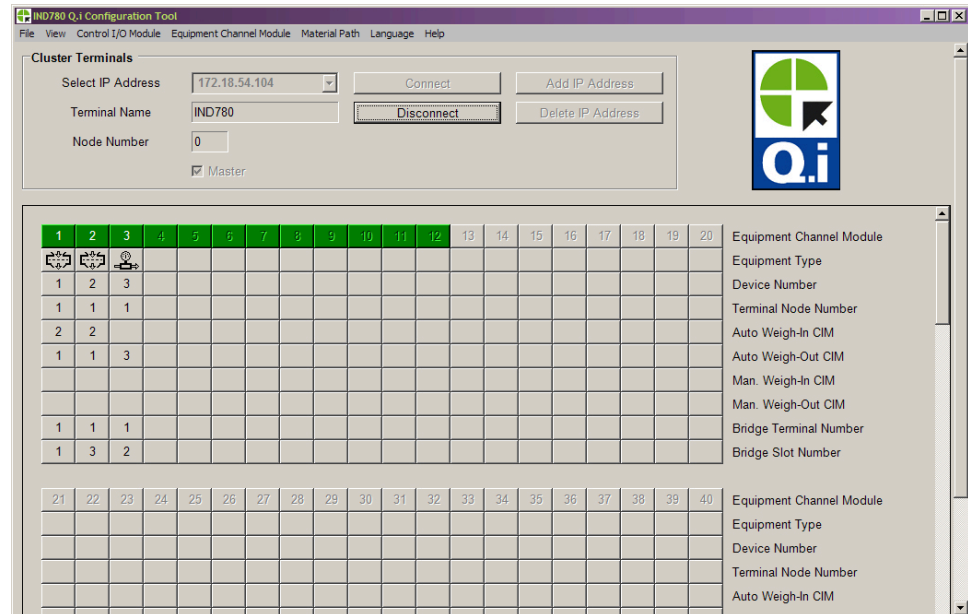 IND780 Q.i Configuration Tool
File View Control I/O Module Equipment Channel Module Material Path Language Help
Cluster Terminals
Select IP Address 172.18.54.104 Connect Add IP Address
Terminal Name IND780 Disconnect Delete IP Address
Node Number 0
Master
Q.i
1 2 3 4 5 6 7 8 9 10 11 12 13 14 15 16 17 18 19 20 Equipment Channel Module
Equipment Type
1 2 3 Device Number
1 1 1 Terminal Node Number
2 2 Auto Weigh-In CIM
1 1 3 Auto Weigh-Out CIM
Man. Weigh-In CIM
Man. Weigh-Out CIM
1 1 1 Bridge Terminal Number
1 3 2 Bridge Slot Number
21 22 23 24 25 26 27 28 29 30 31 32 33 34 35 36 37 38 39 40 Equipment Channel Module
Equipment Type
Device Number
Terminal Node Number
Auto Weigh-In CIM